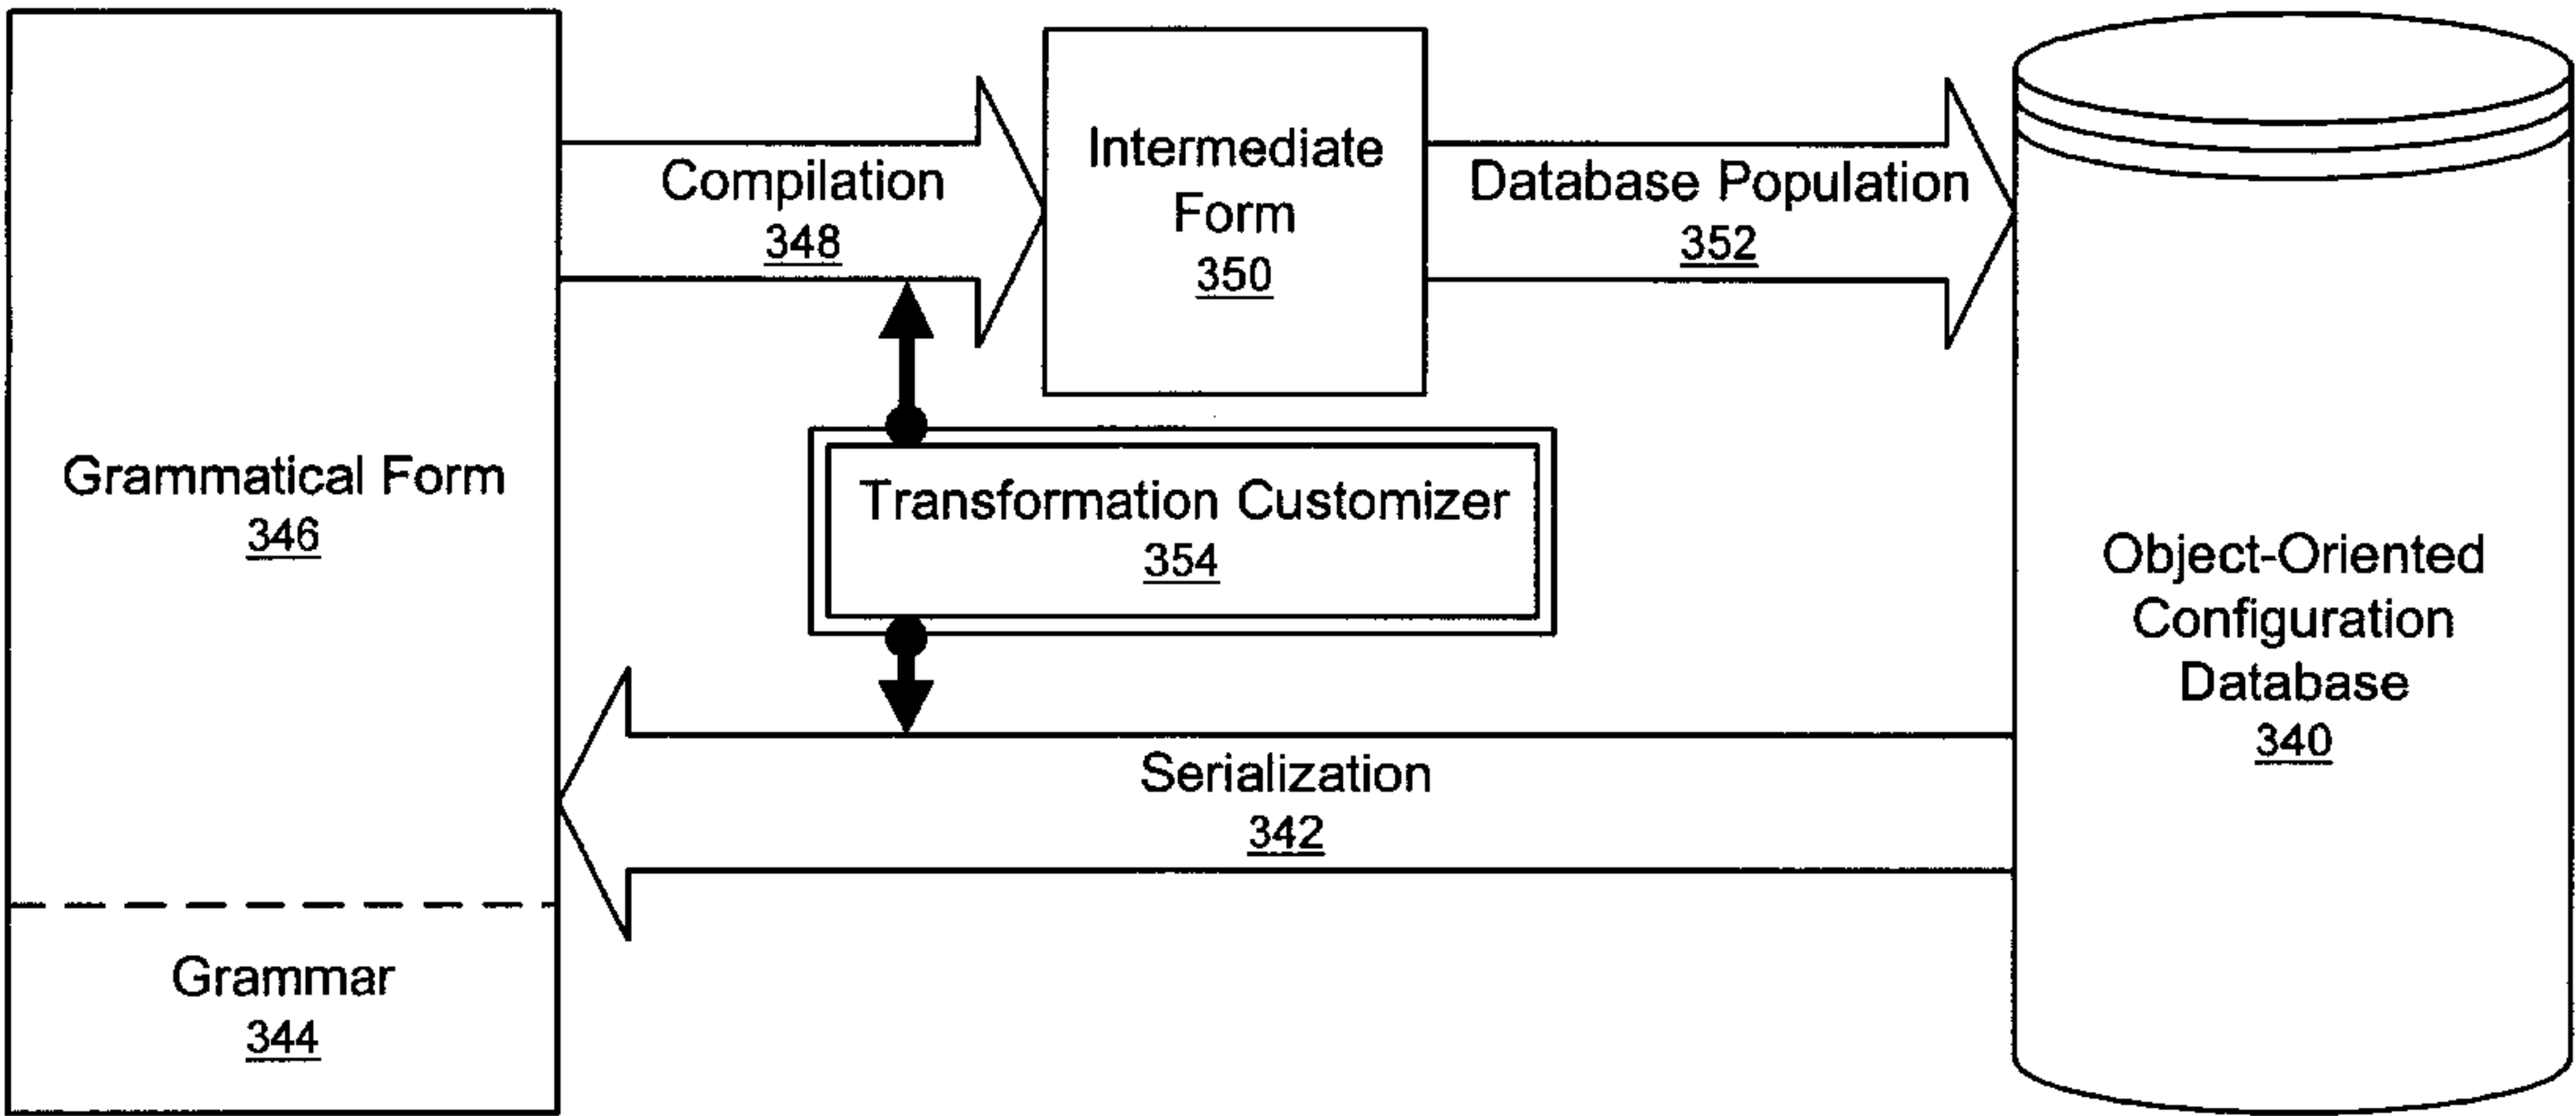 Compilation
348
Intermediate
Form
350
Database Population
352
Grammatical Form
346
Transformation Customizer
354
Object-Oriented
Configuration
Database
340
Serialization
342
Grammar
344